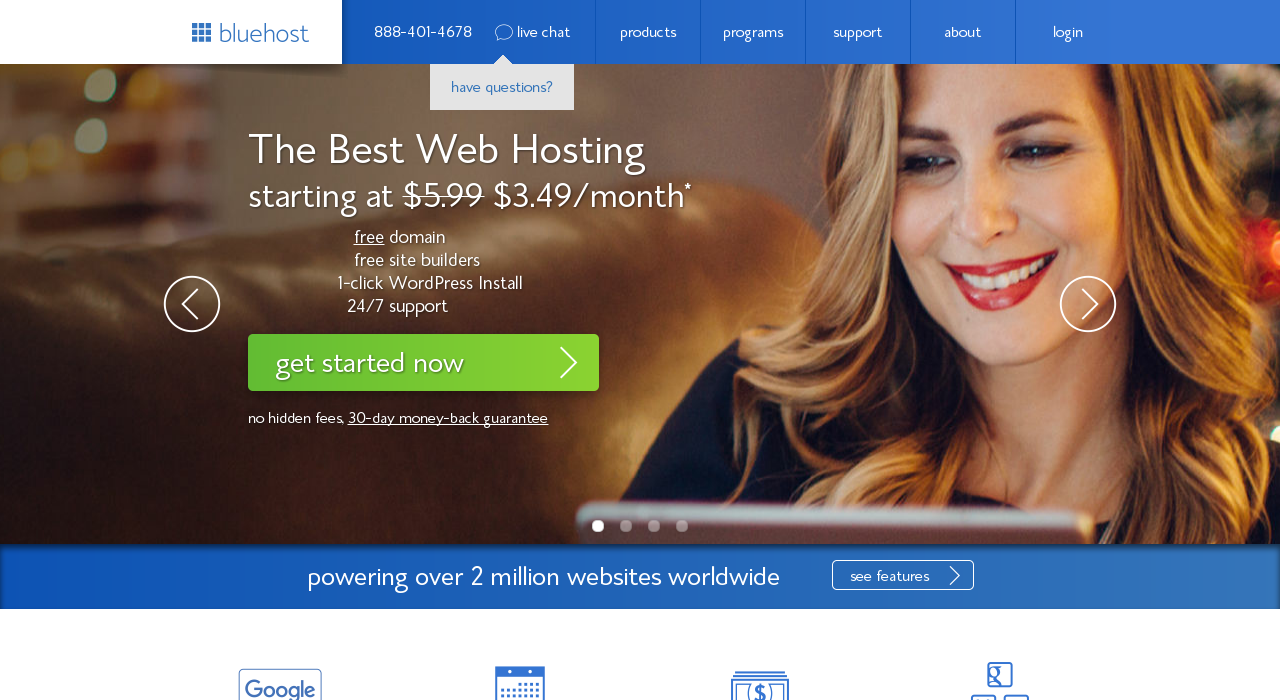 bluehost
888-401-4678
live chat
products
programs
support
about
login
have questions?
The Best Web Hosting
starting at $5.99 $3.49/month*
free domain
free site builders
1-click WordPress Install
24/7 support
get started now
no hidden fees, 30-day money-back guarantee
powering over 2 million websites worldwide
see features
Google
$
g